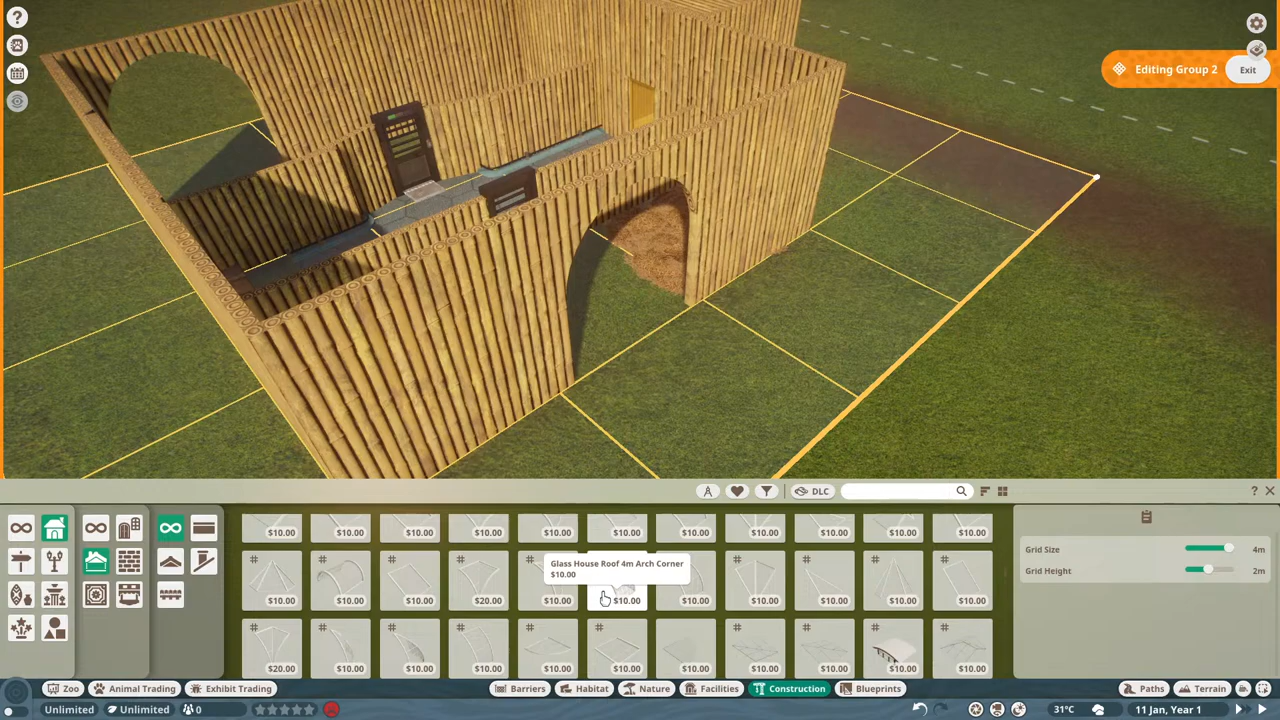 Editing Group 2
Exit
DLC
$10.00 $10.00 $10.00 $10.00 $10.00 $10.00 $10.00 $10.00 $10.00 $10.00 $10.00
Glass House Roof 4m Arch Corner
$10.00
$10.00 $10.00 $10.00 $20.00 $10.00 $10.00 $10.00 $10.00 $10.00 $10.00 $10.00
$20.00 $10.00 $10.00 $10.00 $10.00 $10.00 $10.00 $10.00 $10.00 $10.00 $10.00
Grid Size 4m
Grid Height 2m
Zoo Animal Trading Exhibit Trading Barriers Habitat Nature Facilities Construction Blueprints Paths Terrain
Unlimited Unlimited 0 31°C 11 Jan, Year 1